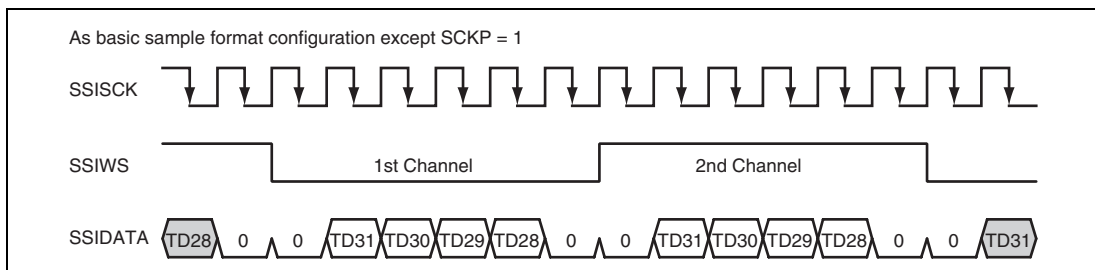 As basic sample format configuration except SCKP = 1
SSISCK
SSIWS 1st Channel 2nd Channel
SSIDATA TD28 0 0 TD31 TD30 TD29 TD28 0 0 TD31 TD30 TD29 TD28 0 0 TD31